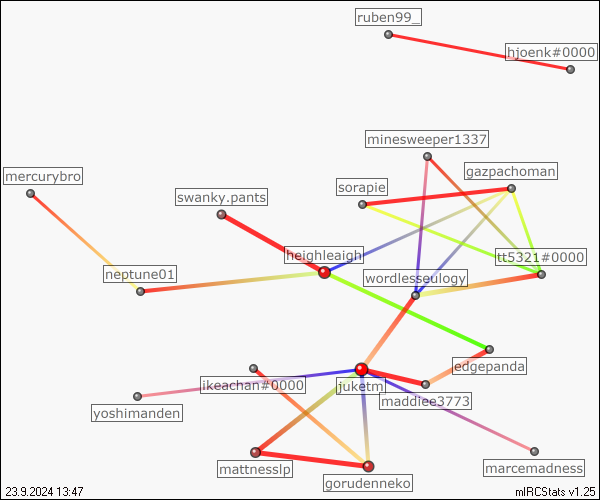 ruben99_
hjoenk#0000
minesweeper1337
gazpachoman
mercurybro
sorapie
swanky.pants
heighleaigh
tt5321#0000
neptune01
wordlesseulogy
edgepanda
ikeachan#0000
juketm
maddiee3773
yoshimanden
mattnesslp
marcemadness
gorudenneko
23.9.2024 13:47
mIRCStats v1.25